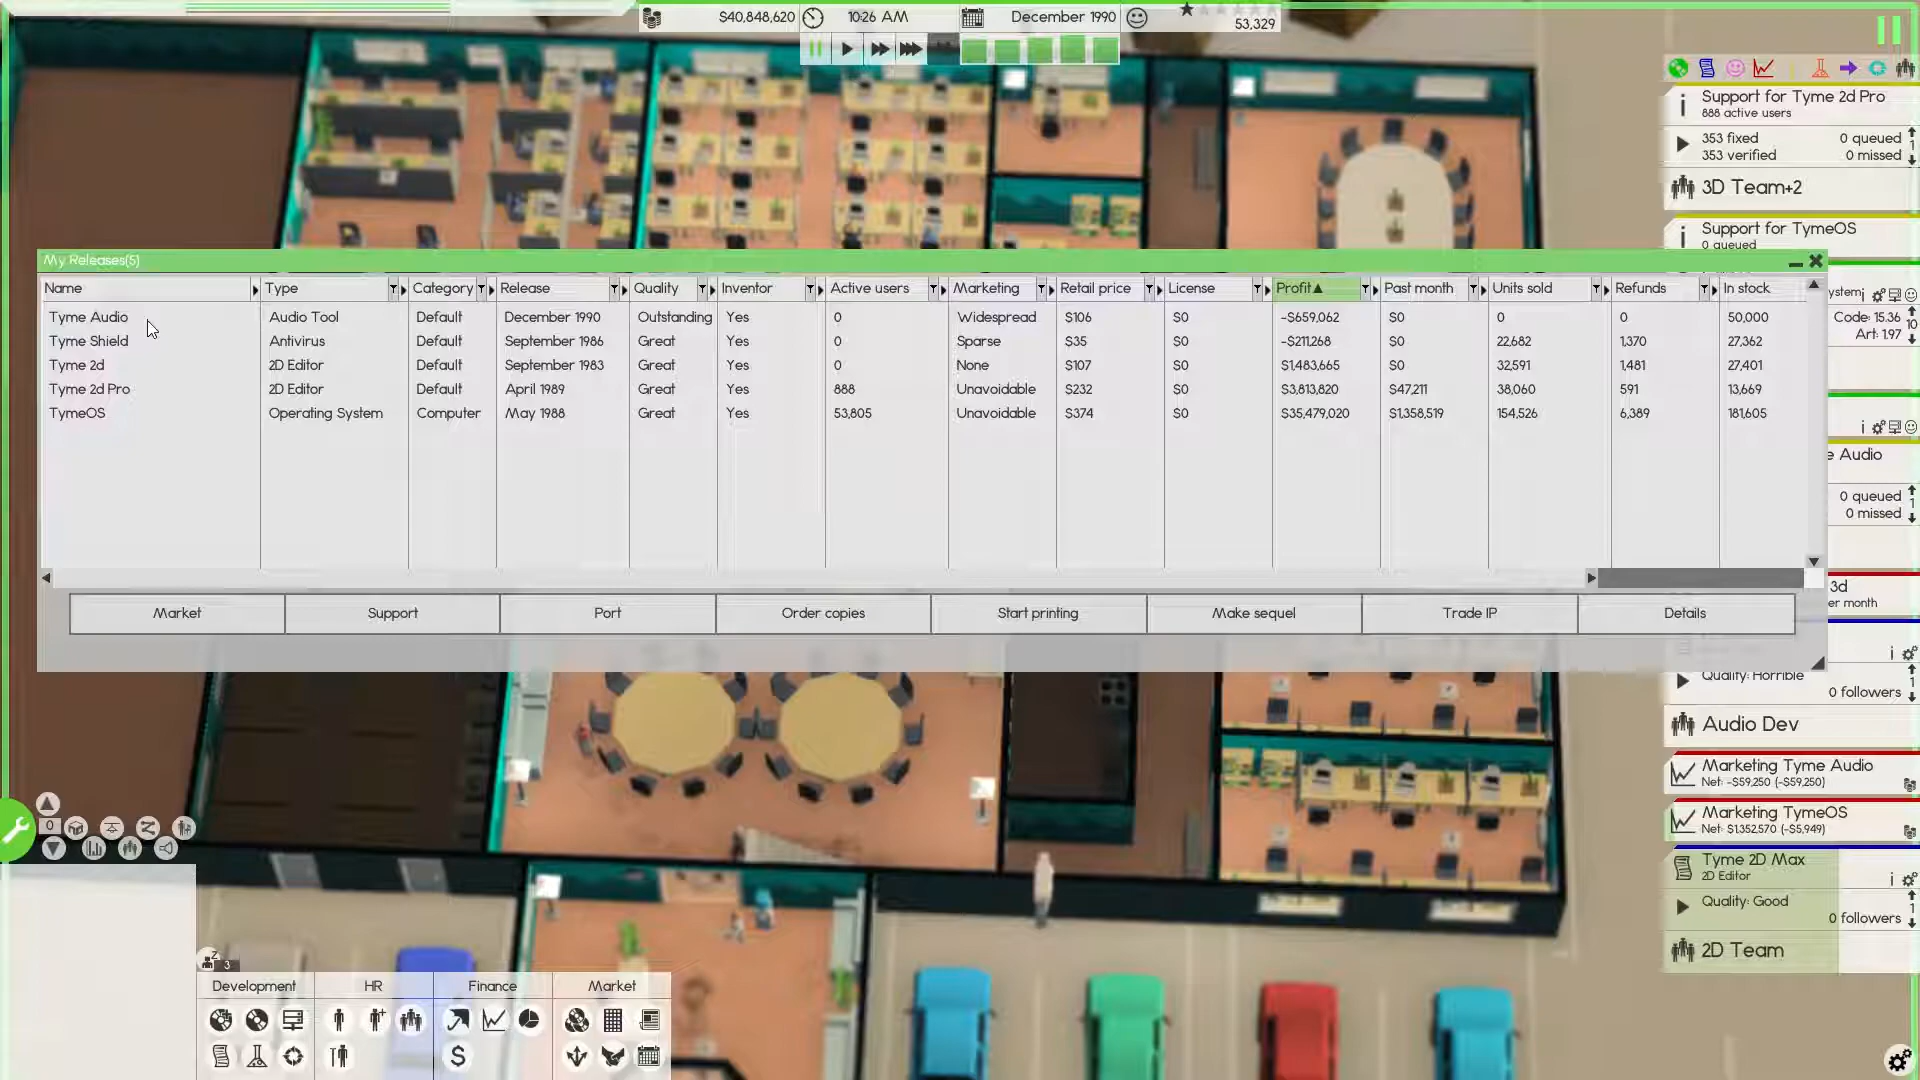 $40,848,620
10:26 AM
December 1990
53,329
Support for Tyme 2d Pro
888 active users
353 fixed 0 queued
353 verified 0 missed
1
3D Team+2
Support for TymeOS
0 queued
My Releases(5)
Name Type Category Release Quality Inventor Active users Marketing Retail price License Profit▲ Past month Units sold Refunds In stock
Tyme Audio Audio Tool Default December 1990 Outstanding Yes 0 Widespread $106 $0 -$659,062 $0 0 0 50,000
Tyme Shield Antivirus Default September 1986 Great Yes 0 Sparse $35 $0 -$211,268 $0 22,682 1,370 27,362
Tyme 2d 2D Editor Default September 1983 Great Yes 0 None $107 $0 $1,483,665 $0 32,591 1,481 27,401
Tyme 2d Pro 2D Editor Default April 1989 Great Yes 888 Unavoidable $232 $0 $3,813,820 $47,211 38,060 591 13,669
TymeOS Operating System Computer May 1988 Great Yes 53,805 Unavoidable $374 $0 $35,479,020 $1,358,519 154,526 6,389 181,605
Market Support Port Order copies Start printing Make sequel Trade IP Details
ystem
Code: 15.36
Art: 1.97
10
e Audio
0 queued
0 missed
1
3d
er month
Quality: Horrible
0 followers
1
Audio Dev
Marketing Tyme Audio
Net: -$59,250 (-$59,250)
Marketing TymeOS
Net: $1,352,570 (-$5,949)
Tyme 2D Max
2D Editor
Quality: Good
0 followers
1
2D Team
0
z
3
Development HR Finance Market